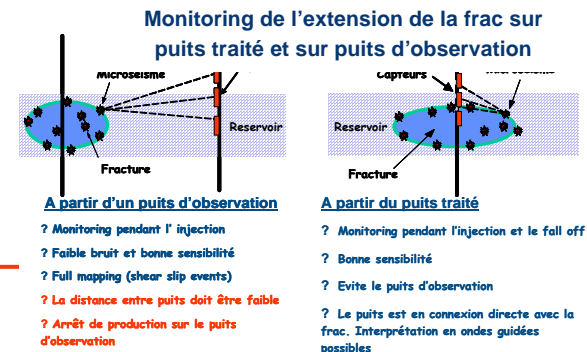 Monitoring de l'extension de la frac sur
puits traité et sur puits d'observation
Microséisme
Reservoir
Fracture
Capteurs
Reservoir
Fracture
A partir d'un puits d'observation
? Monitoring pendant l' injection
? Faible bruit et bonne sensibilité
? Full mapping (shear slip events)
? La distance entre puits doit être faible
? Arrêt de production sur le puits
d'observation
A partir du puits traité
? Monitoring pendant l'injection et le fall off
? Bonne sensibilité
? Evite le puits d'observation
? Le puits est en connexion directe avec la
frac. Interprétation en ondes guidées
possibles